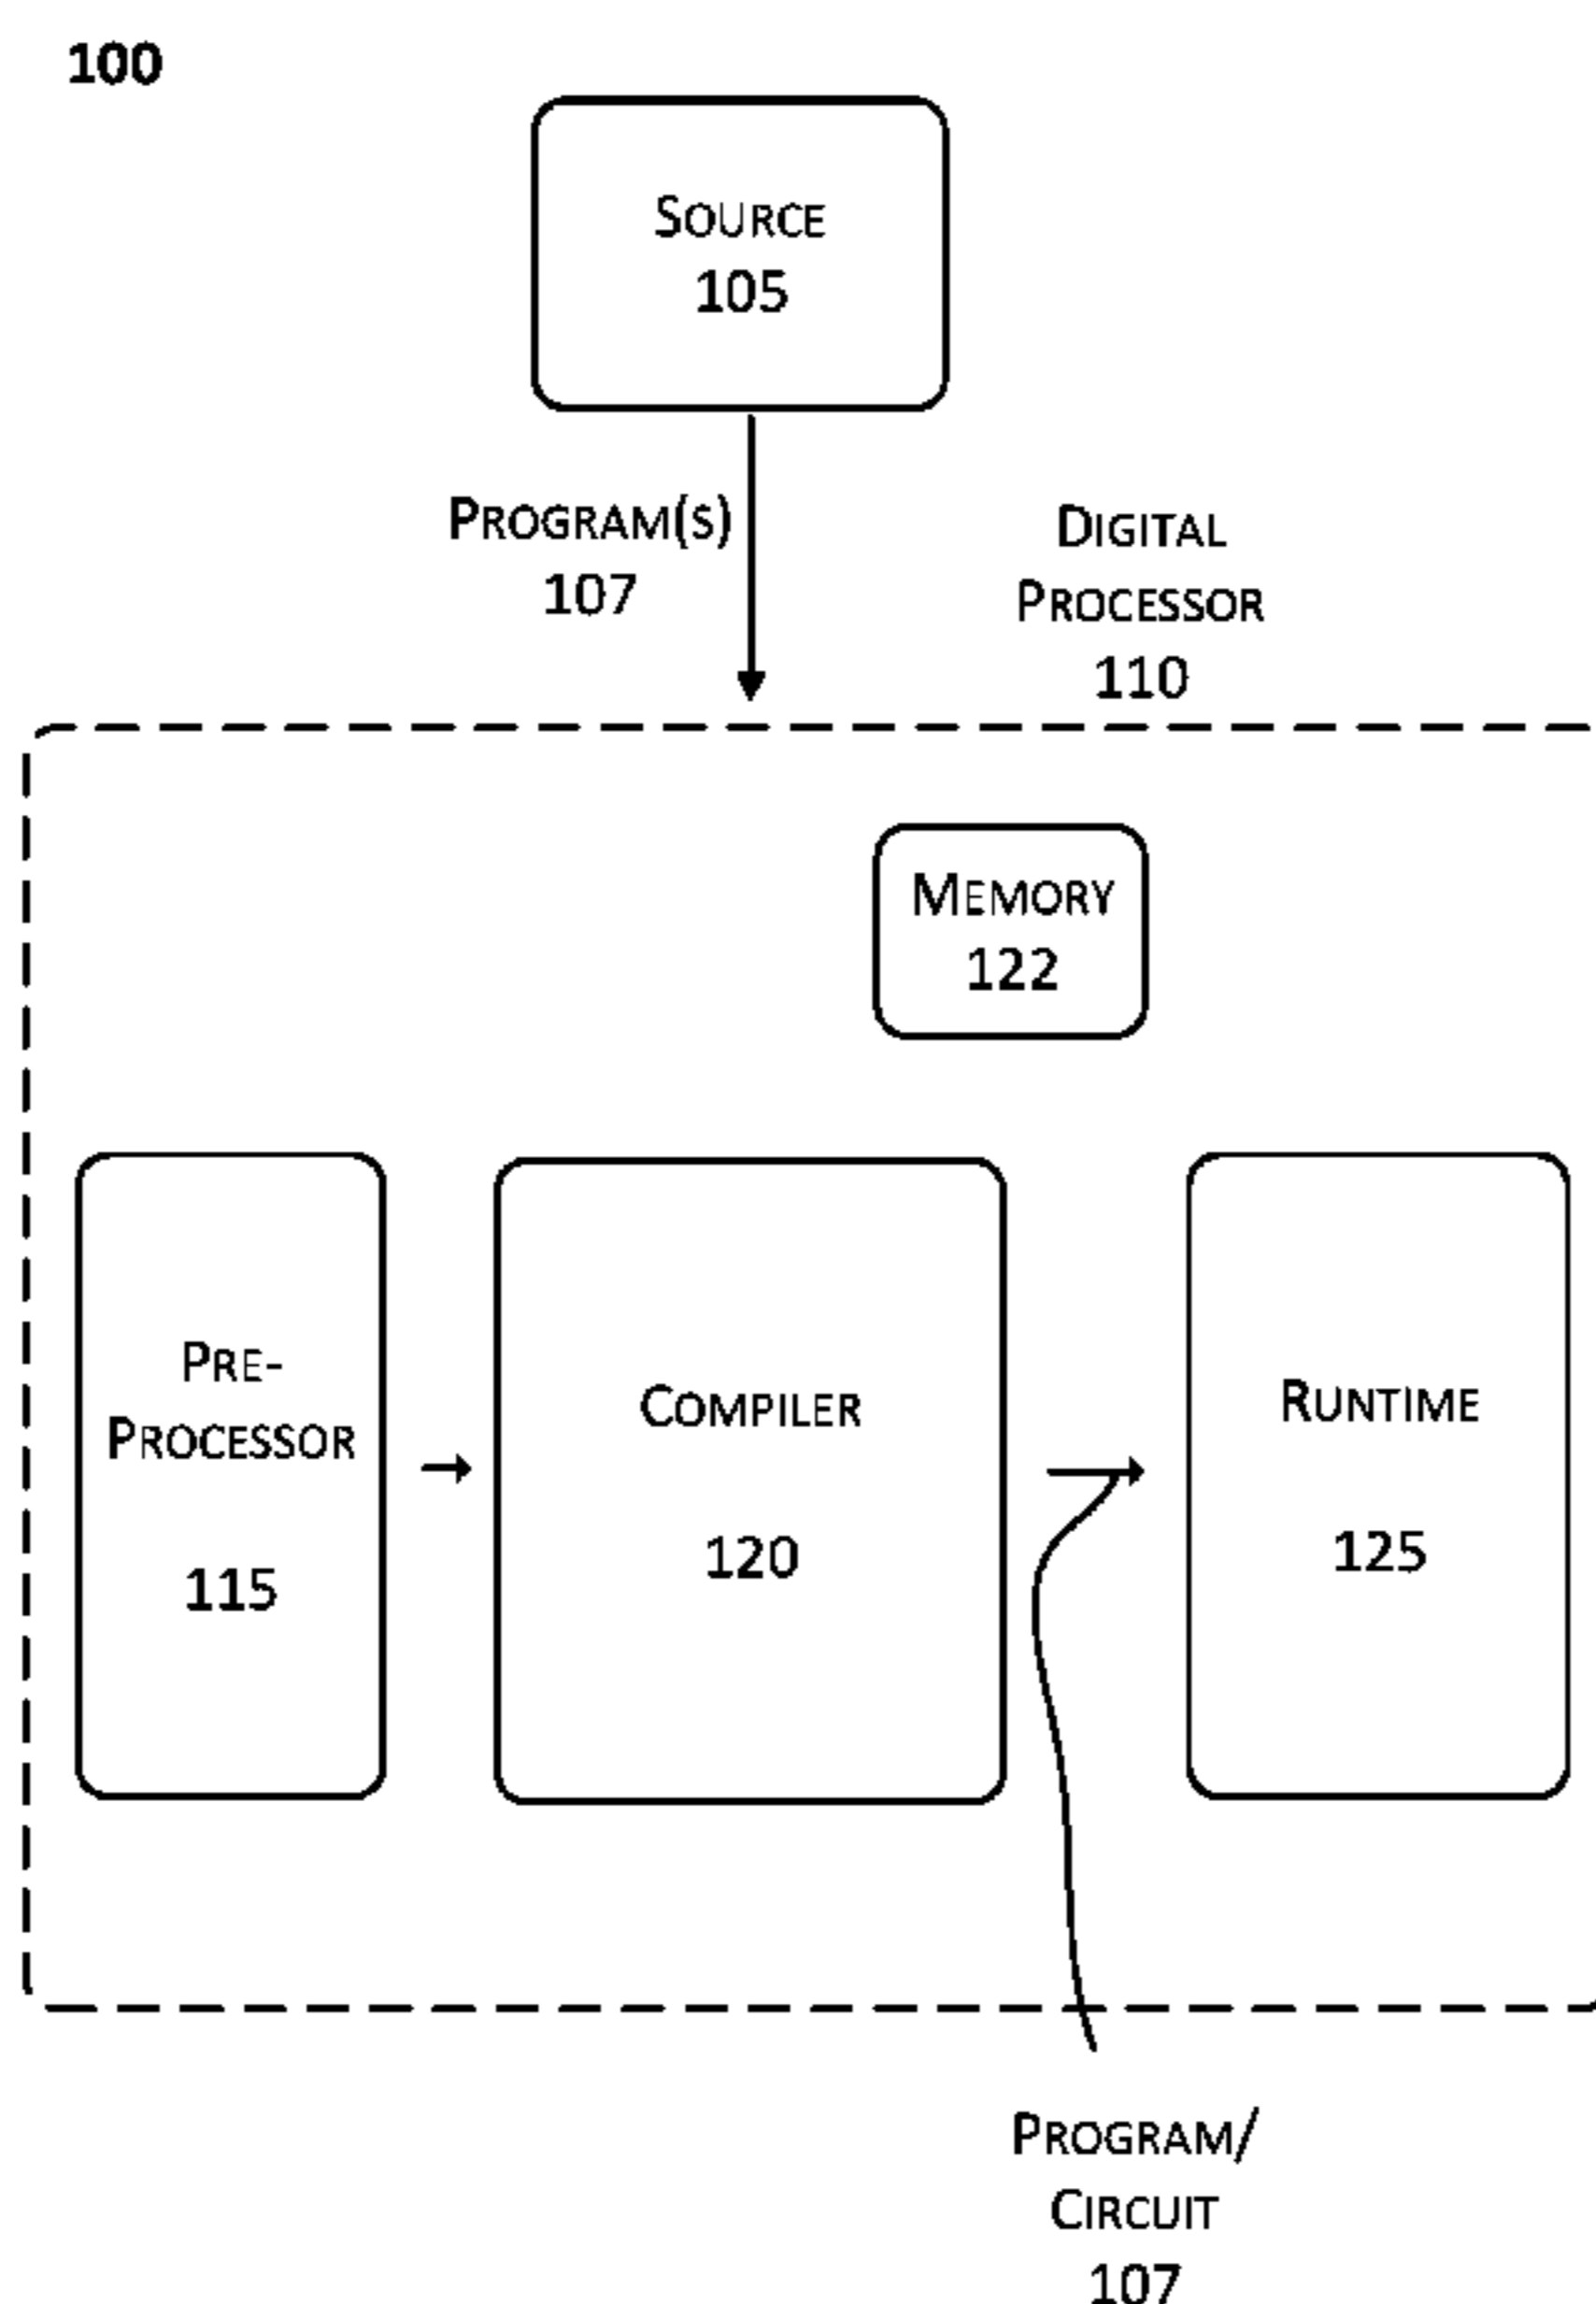 100
SOURCE
105
PROGRAM(S)
107
DIGITAL
PROCESSOR
110
MEMORY
122
PRE-
PROCESSOR
115
COMPILER
120
RUNTIME
125
PROGRAM/
CIRCUIT
107